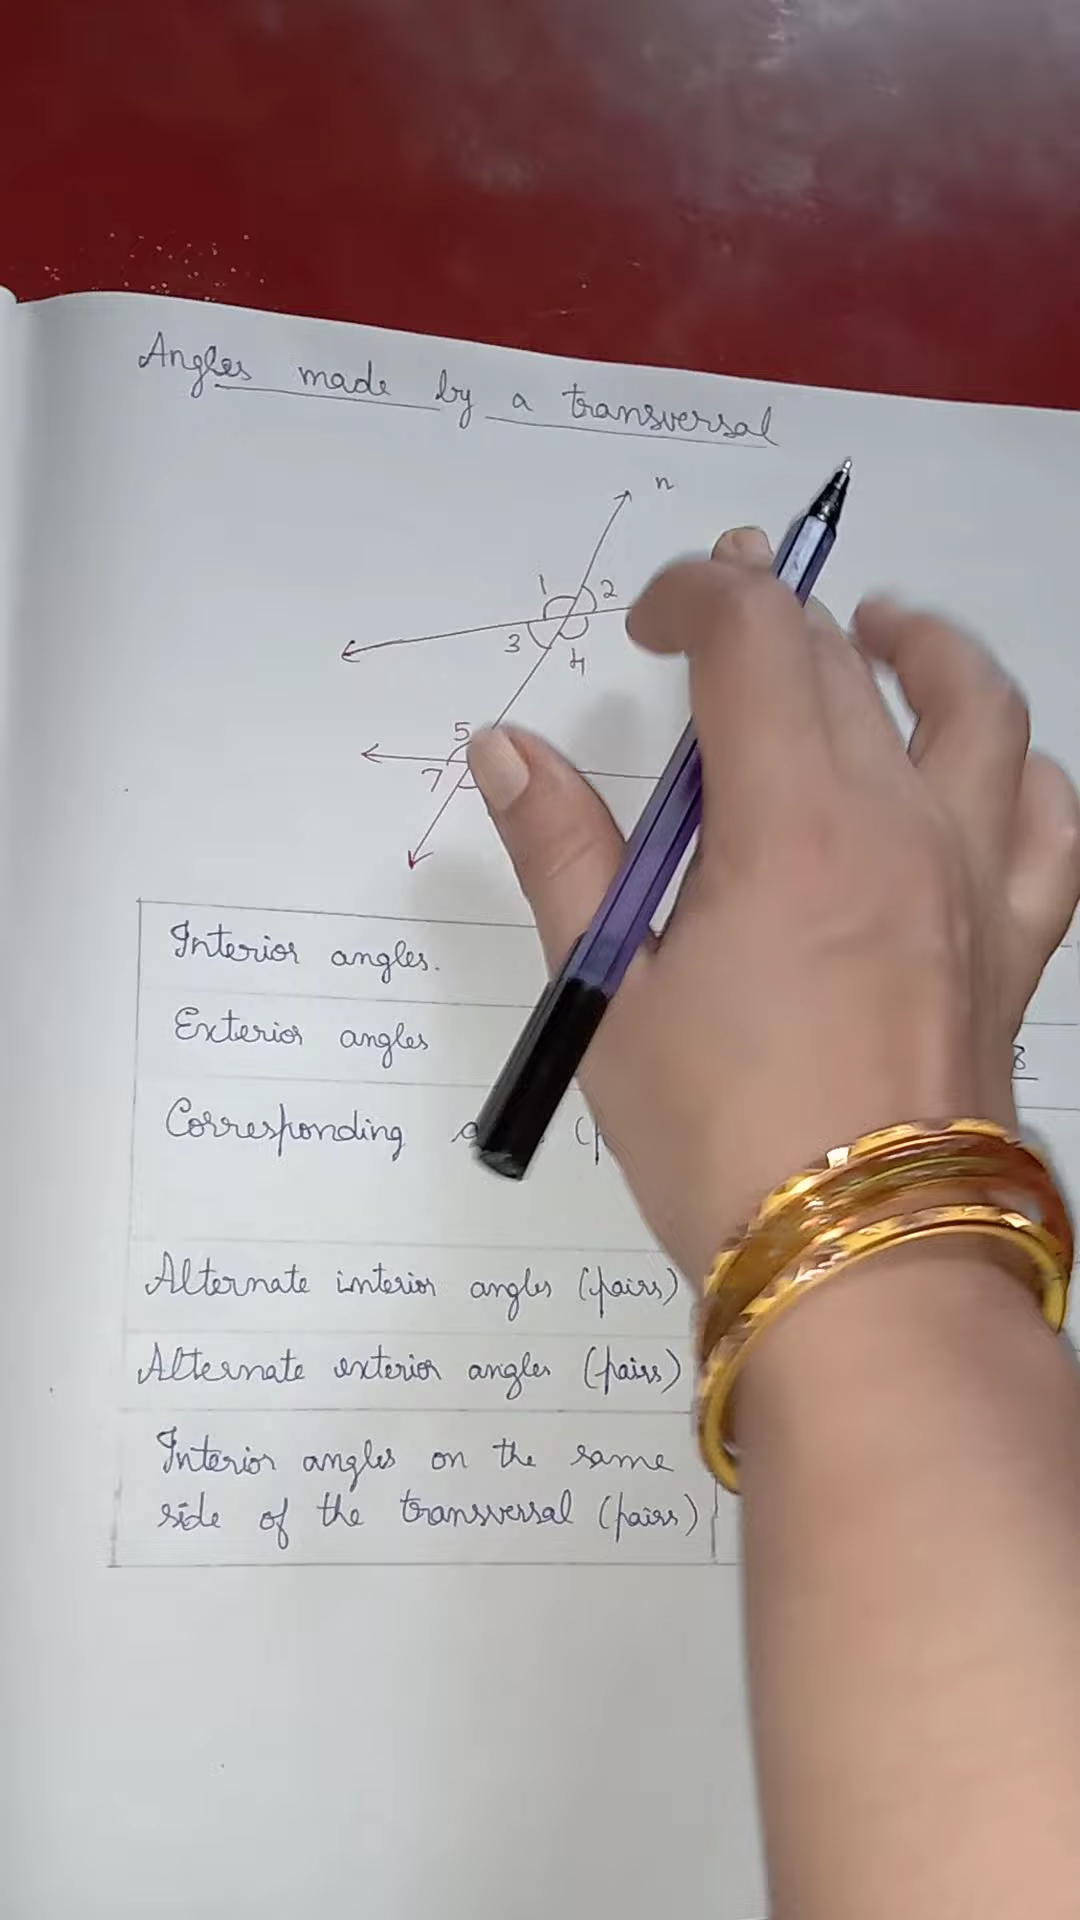 Angles made by a transversal
n
1 2
3 4
5
7
Interior angles.
Exterior angles 8
Corresponding
Alternate interior angles (pairs)
Alternate exterior angles (pairs)
Interior angles on the same
side of the transversal (pairs)